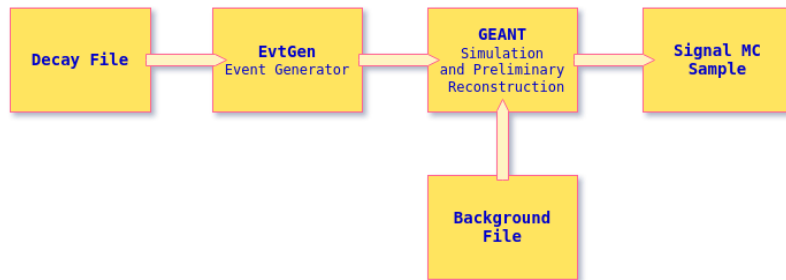 Decay File
EvtGen
Event Generator
GEANT
Simulation
and Preliminary
Reconstruction
Signal MC
Sample
Background
File